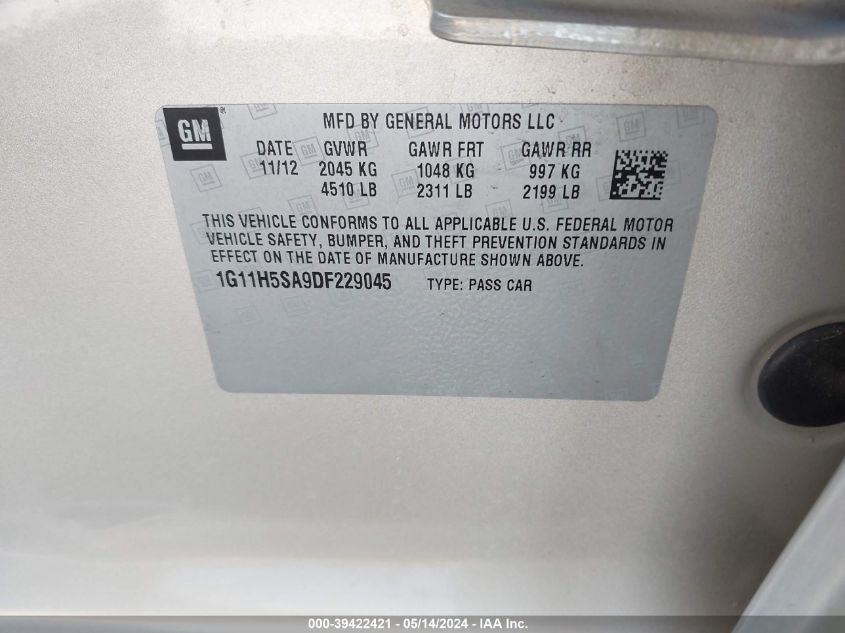 GM
MFD BY GENERAL MOTORS LLC
DATE GVWR GAWR FRT GAWR RR
11/12 2045 KG 1048 KG 997 KG
4510 LB 2311 LB 2199 LB
THIS VEHICLE CONFORMS TO ALL APPLICABLE U.S. FEDERAL MOTOR
VEHICLE SAFETY, BUMPER, AND THEFT PREVENTION STANDARDS IN
EFFECT ON THE DATE OF MANUFACTURE SHOWN ABOVE.
1G11H5SA9DF229045 TYPE: PASS CAR
000-39422421 - 05/14/2024 - IAA Inc.